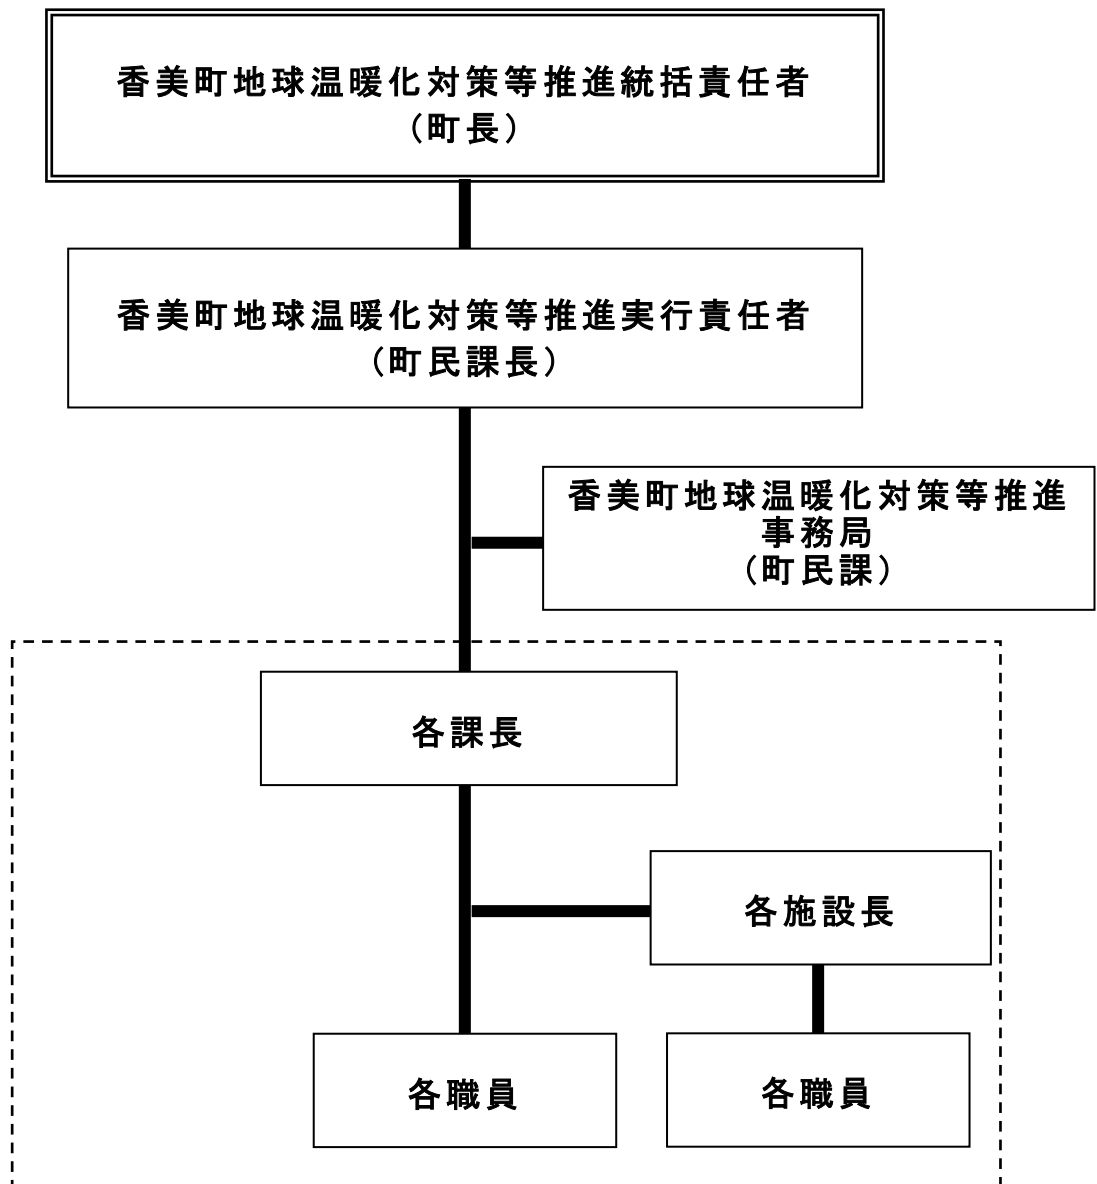 香美町地球温暖化対策等推進統括責任者
（町長）
香美町地球温暖化対策等推進実行責任者
（町民課長）
香美町地球温暖化対策等推進
事務局
（町民課）
各課長
各施設長
各職員
各職員